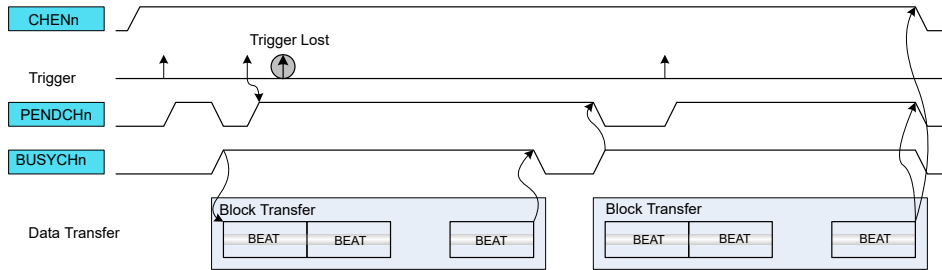 CHENn
Trigger Lost
Trigger
PENDCHn
BUSYCHn
Data Transfer
Block Transfer
BEAT
BEAT
BEAT
Block Transfer
BEAT
BEAT
BEAT